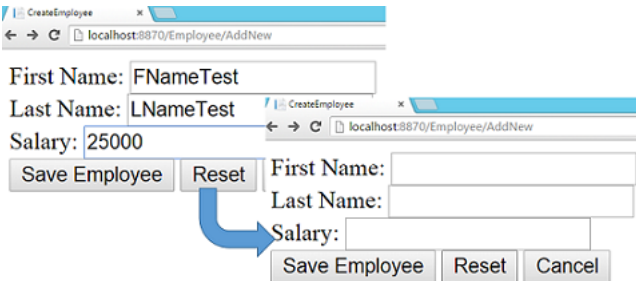 CreateEmployee
localhost:8870/Employee/AddNew
First Name: FNameTest
Last Name: LNameTest
Salary: 25000
Save Employee Reset
CreateEmployee
localhost:8870/Employee/AddNew
First Name:
Last Name:
Salary:
Save Employee Reset Cancel